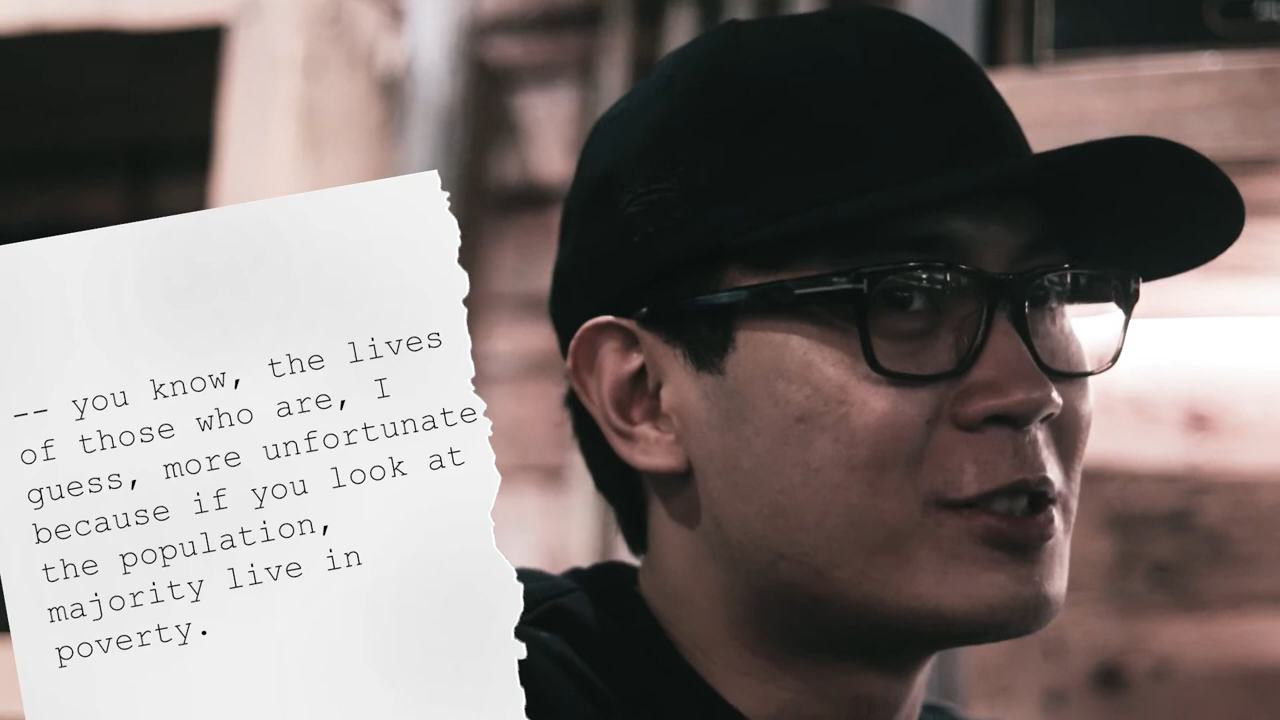 -- you know, the lives
of those who are, I
guess, more unfortunate
because if you look at
the population,
majority live in
poverty.